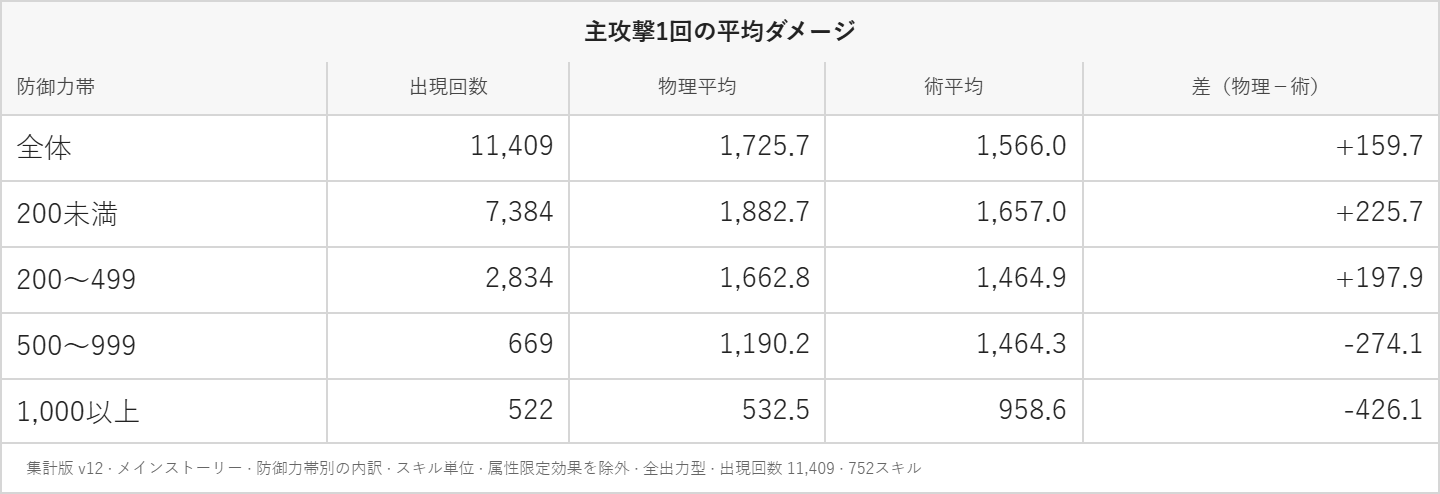 主攻撃1回の平均ダメージ
防御力帯 出現回数 物理平均 術平均 差（物理－術）
全体 11,409 1,725.7 1,566.0 +159.7
200未満 7,384 1,882.7 1,657.0 +225.7
200～499 2,834 1,662.8 1,464.9 +197.9
500～999 669 1,190.2 1,464.3 -274.1
1,000以上 522 532.5 958.6 -426.1
集計版 v12 · メインストーリー · 防御力帯別の内訳 · スキル単位 · 属性限定効果を除外 · 全出力型 · 出現回数 11,409 · 752スキル